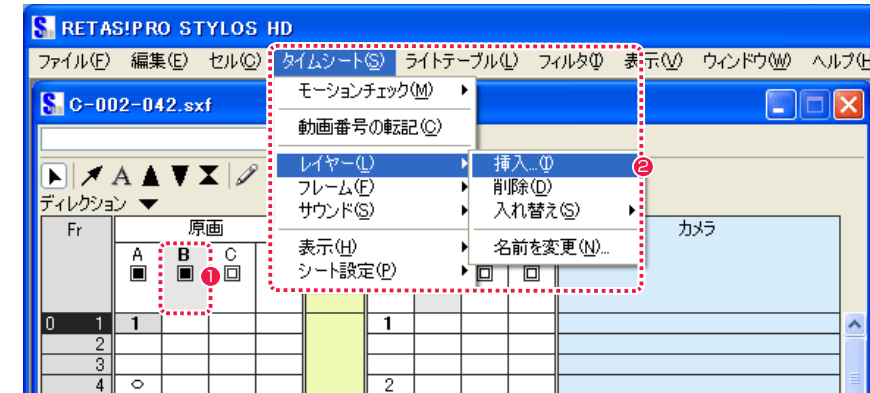 RETAS!PRO STYLOS HD
ファイル(F) 編集(E) セル(C) タイムシート(S) ライトテーブル(L) フィルタ(I) 表示(V) ウィンドウ(W) ヘルプ(H
C-002-042.sxf
モーションチェック(M)
動画番号の転記(C)
レイヤー(L)
フレーム(F)
サウンド(S)
表示(H)
シート設定(P)
挿入...(I)
削除(D)
入れ替え(S)
名前を変更(N)...
2
A
ディレクション
Fr 原画 カメラ
A B C
1
0 1 1 1
2
3
4 2